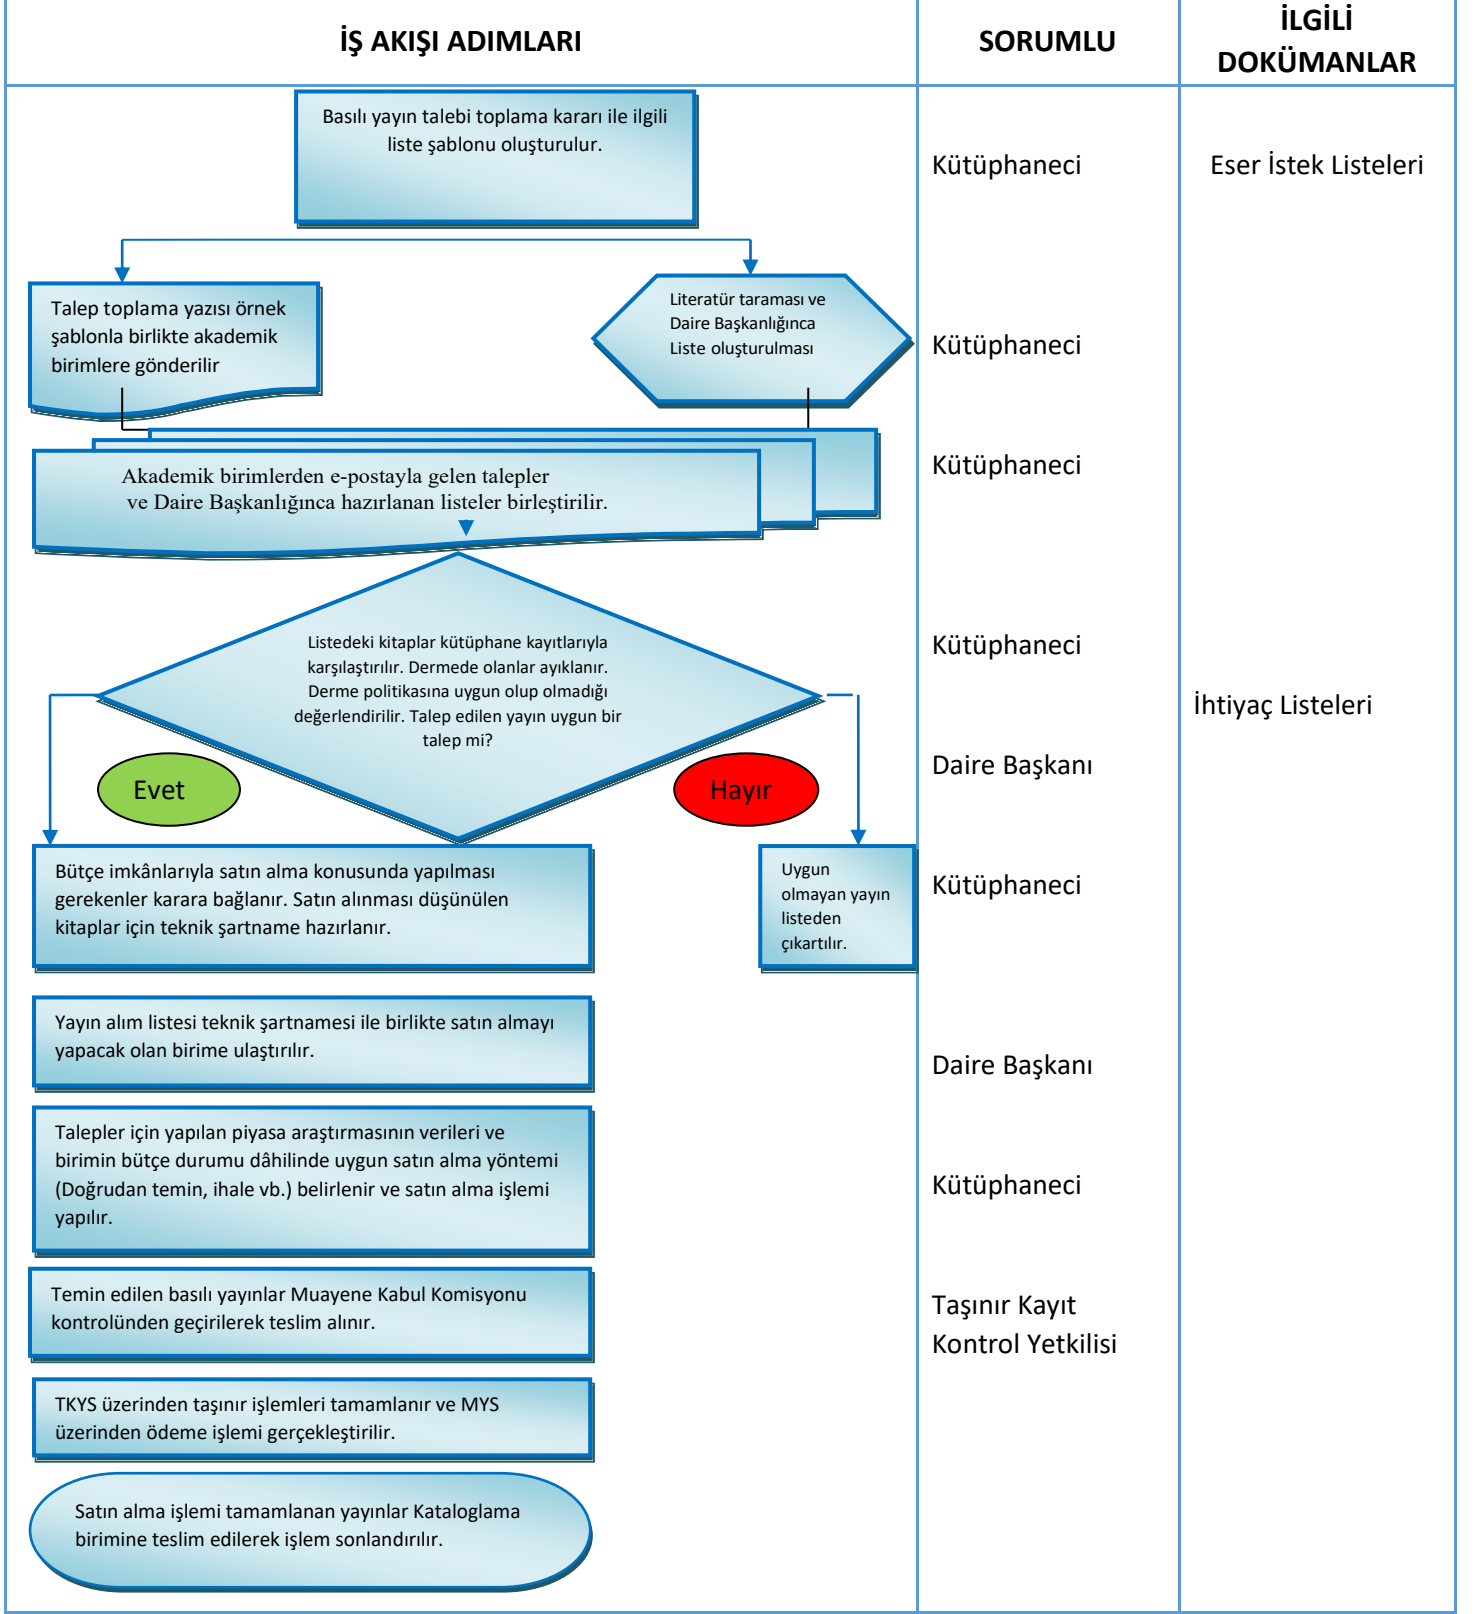 İŞ AKIŞI ADIMLARI
SORUMLU
İLGİLİ
DOKÜMANLAR
Basılı yayın talebi toplama kararı ile ilgili
liste şablonu oluşturulur.
Kütüphaneci
Eser İstek Listeleri
Talep toplama yazısı örnek
şablonla birlikte akademik
birimlere gönderilir
Literatür taraması ve
Daire Başkanlığınca
Liste oluşturulması
Kütüphaneci
Akademik birimlerden e-postayla gelen talepler
ve Daire Başkanlığınca hazırlanan listeler birleştirilir.
Kütüphaneci
Listedeki kitaplar kütüphane kayıtlarıyla
karşılaştırılır. Dermede olanlar ayıklanır.
Derme politikasına uygun olup olmadığı
değerlendirilir. Talep edilen yayın uygun bir
talep mi?
Kütüphaneci
İhtiyaç Listeleri
Daire Başkanı
Evet
Hayır
Bütçe imkânlarıyla satın alma konusunda yapılması
gerekenler karara bağlanır. Satın alınması düşünülen
kitaplar için teknik şartname hazırlanır.
Uygun
olmayan yayın
listeden
çıkartılır.
Kütüphaneci
Yayın alım listesi teknik şartnamesi ile birlikte satın almayı
yapacak olan birime ulaştırılır.
Daire Başkanı
Talepler için yapılan piyasa araştırmasının verileri ve
birimin bütçe durumu dâhilinde uygun satın alma yöntemi
(Doğrudan temin, ihale vb.) belirlenir ve satın alma işlemi
yapılır.
Kütüphaneci
Temin edilen basılı yayınlar Muayene Kabul Komisyonu
kontrolünden geçirilerek teslim alınır.
Taşınır Kayıt
Kontrol Yetkilisi
TKYS üzerinden taşınır işlemleri tamamlanır ve MYS
üzerinden ödeme işlemi gerçekleştirilir.
Satın alma işlemi tamamlanan yayınlar Kataloglama
birimine teslim edilerek işlem sonlandırılır.